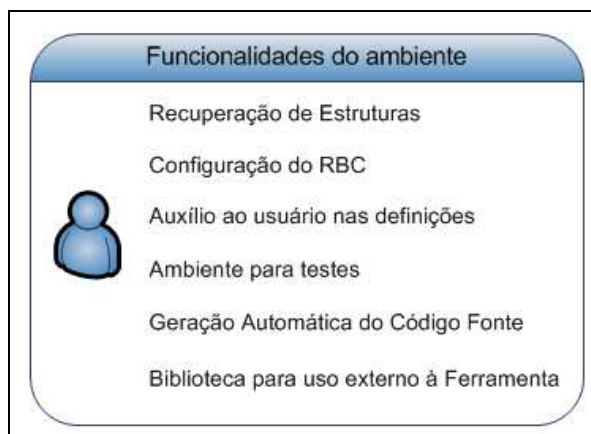 Funcionalidades do ambiente
Recuperação de Estruturas
Configuração do RBC
Auxílio ao usuário nas definições
Ambiente para testes
Geração Automática do Código Fonte
Biblioteca para uso externo à Ferramenta